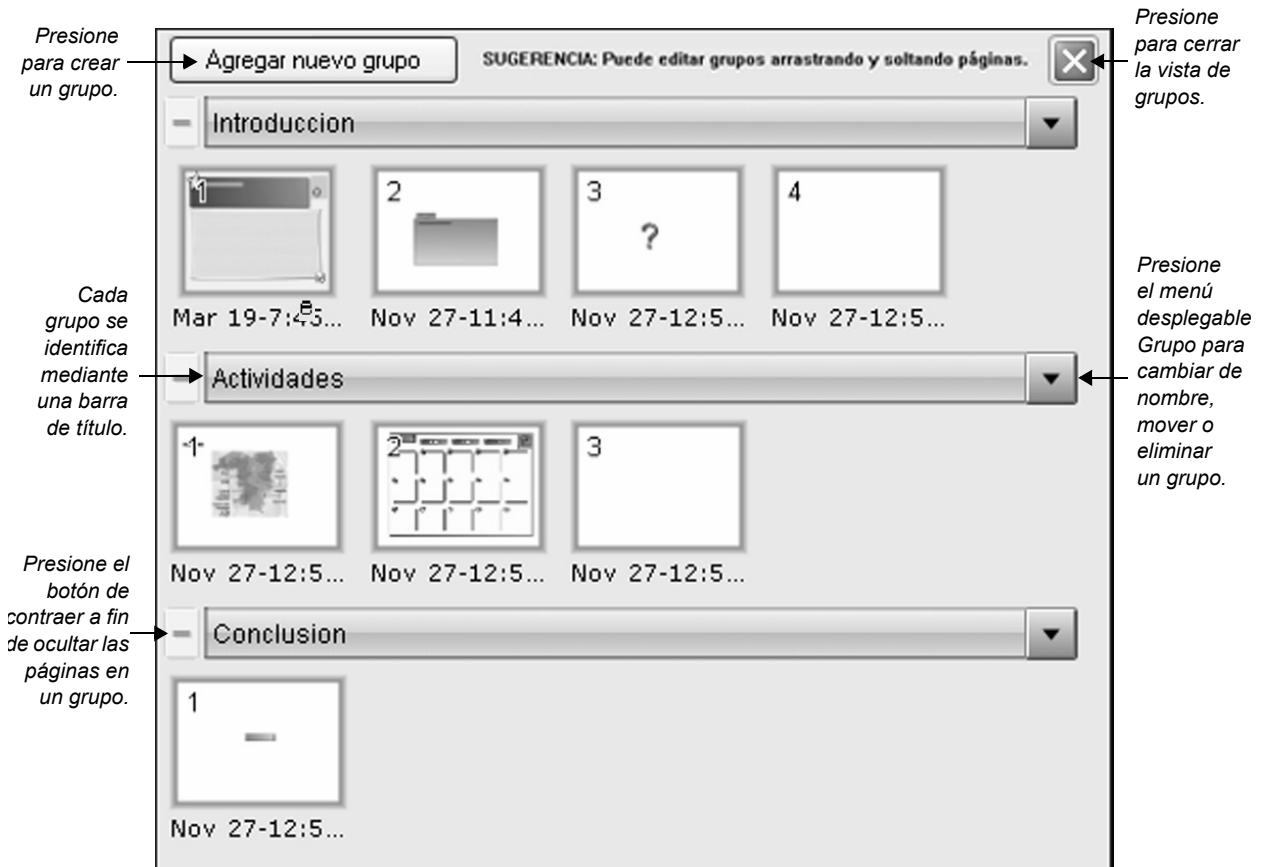 Presione
para crear
un grupo.
Agregar nuevo grupo
SUGERENCIA: Puede editar grupos arrastrando y soltando páginas.
Presione
para cerrar
la vista de
grupos.
Introduccion
1
2
3
?
4
Mar 19-7:45...
Nov 27-11:4...
Nov 27-12:5...
Nov 27-12:5...
Cada
grupo se
identifica
mediante
una barra
de título.
Actividades
Presione
el menú
desplegable
Grupo para
cambiar de
nombre,
mover o
eliminar
un grupo.
1
2
3
Nov 27-12:5...
Nov 27-12:5...
Nov 27-12:5...
Presione el
botón de
contraer a fin
de ocultar las
páginas en
un grupo.
Conclusion
1
Nov 27-12:5...